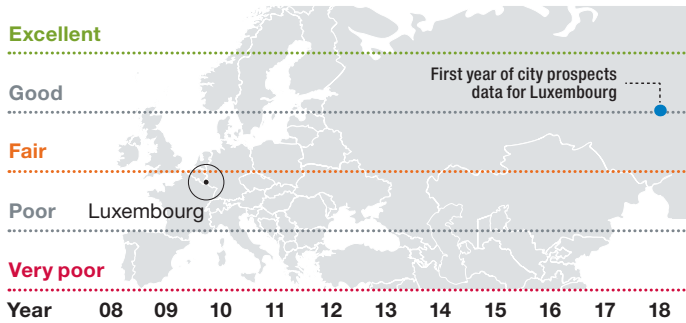 Excellent
First year of city prospects
data for Luxembourg
Good
Fair
Poor
Luxembourg
Very poor
Year 08 09 10 11 12 13 14 15 16 17 18